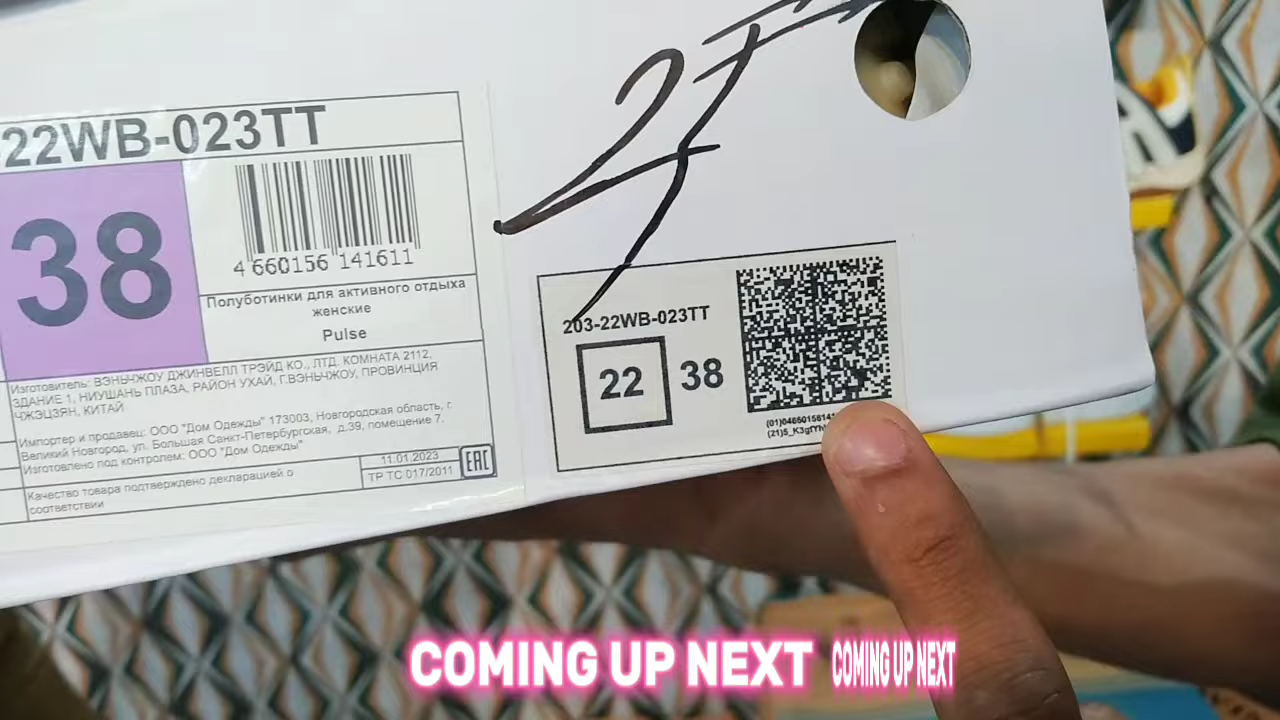 -22WB-023TT
38
4 660156 141611
Полуботинки для активного отдыха
женские
Pulse
Изготовитель: ВЭНЬЧЖОУ ДЖИНВЕЛЛ ТРЭЙД КО., ЛТД. КОМНАТА 2112,
ЗДАНИЕ 1, НИУШАНЬ ПЛАЗА, РАЙОН УХАЙ, Г.ВЭНЬЧЖОУ, ПРОВИНЦИЯ
ЧЖЭЦЗЯН, КИТАЙ
Импортер и продавец: ООО "Дом Одежды" 173003, Новгородская область, г.
Великий Новгород, ул. Большая Санкт-Петербургская, д.39, помещение 7.
Изготовлено под контролем: ООО "Дом Одежды"
Качество товара подтверждено декларацией о
соответствии
11.01.2023
ТР ТС 017/2011
EAC
203-22WB-023TT
22 38
COMING UP NEXT COMING UP NEXT